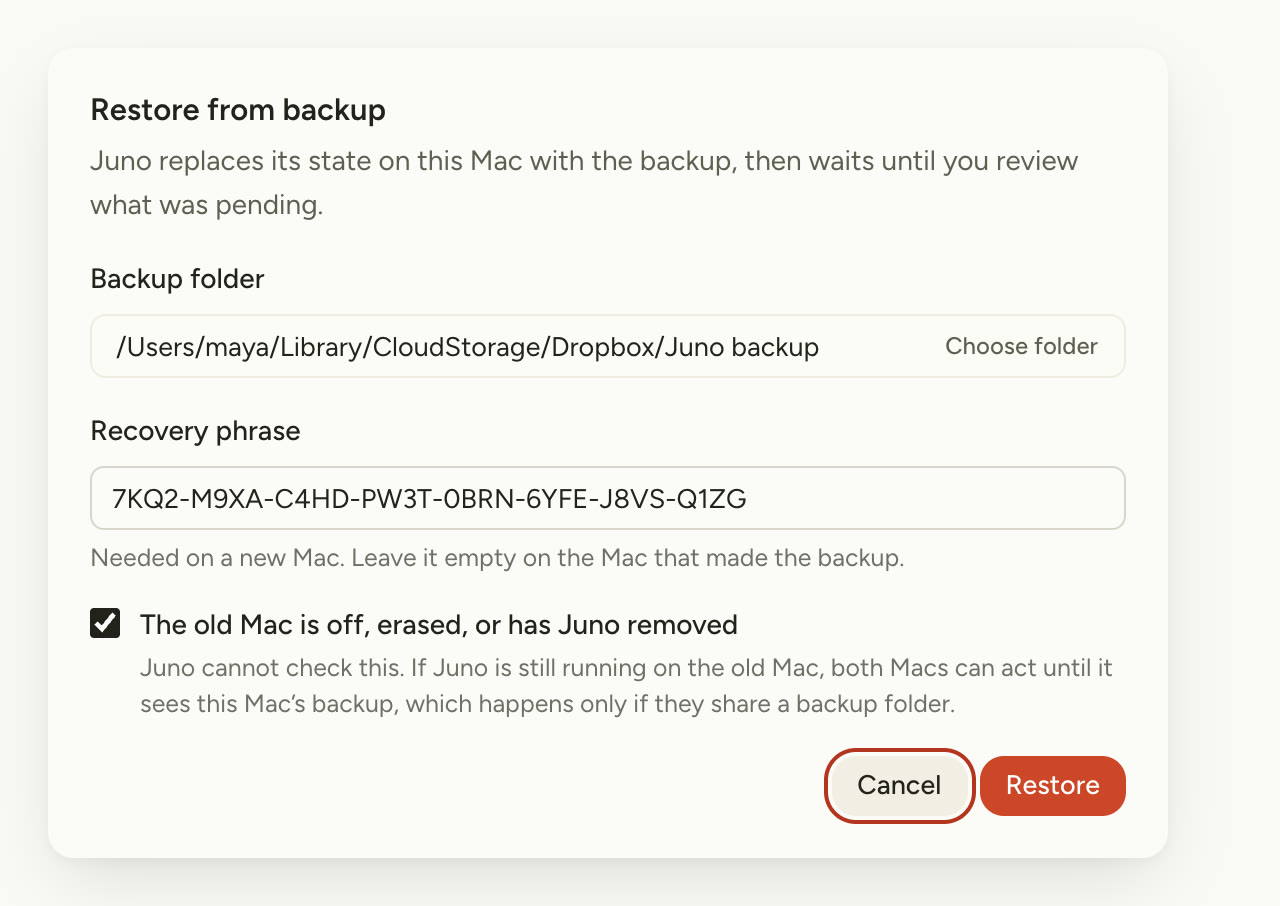 Restore from backup
Juno replaces its state on this Mac with the backup, then waits until you review
what was pending.
Backup folder
/Users/maya/Library/CloudStorage/Dropbox/Juno backup
Choose folder
Recovery phrase
7KQ2-M9XA-C4HD-PW3T-0BRN-6YFE-J8VS-Q1ZG
Needed on a new Mac. Leave it empty on the Mac that made the backup.
The old Mac is off, erased, or has Juno removed
Juno cannot check this. If Juno is still running on the old Mac, both Macs can act until it
sees this Mac’s backup, which happens only if they share a backup folder.
Cancel
Restore